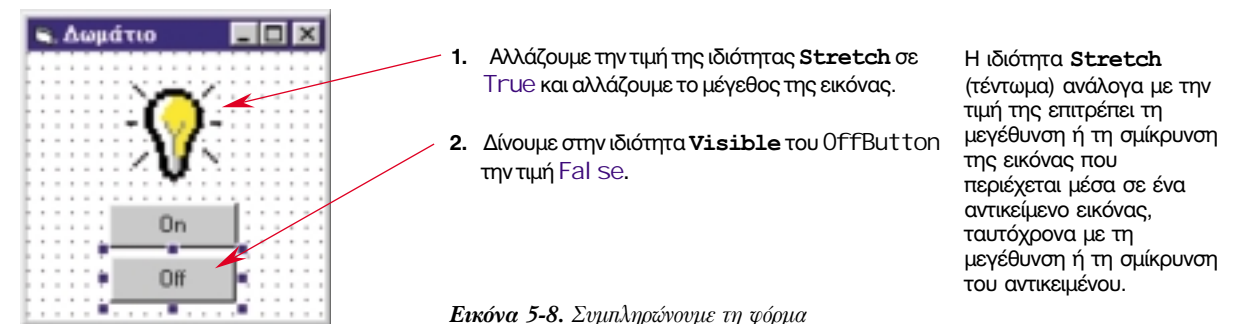 Δωμάτιο
On
Off
1. Αλλάζουμε την τιμή της ιδιότητας Stretch σε
True και αλλάζουμε το μέγεθος της εικόνας.
2. Δίνουμε στην ιδιότητα Visible του OffButton
την τιμή False.
Εικόνα 5-8. Συμπληρώνουμε τη φόρμα
Η ιδιότητα Stretch
(τέντωμα) ανάλογα με την
τιμή της επιτρέπει τη
μεγέθυνση ή τη σμίκρυνση
της εικόνας που
περιέχεται μέσα σε ένα
αντικείμενο εικόνας,
ταυτόχρονα με τη
μεγέθυνση ή τη σμίκρυνση
του αντικειμένου.